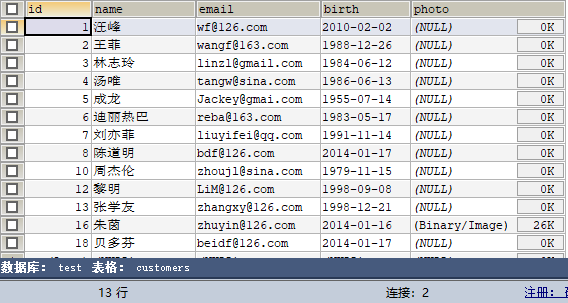 id name email birth photo
1 汪峰 wf@126.com 2010-02-02 (NULL) 0K
2 王菲 wangf@163.com 1988-12-26 (NULL) 0K
3 林志玲 linzl@gmail.com 1984-06-12 (NULL) 0K
4 汤唯 tangw@sina.com 1986-06-13 (NULL) 0K
5 成龙 Jackey@gmai.com 1955-07-14 (NULL) 0K
6 迪丽热巴 reba@163.com 1983-05-17 (NULL) 0K
7 刘亦菲 liuyifei@qq.com 1991-11-14 (NULL) 0K
8 陈道明 bdf@126.com 2014-01-17 (NULL) 0K
10 周杰伦 zhoujl@sina.com 1979-11-15 (NULL) 0K
12 黎明 LiM@126.com 1998-09-08 (NULL) 0K
13 张学友 zhangxy@126.com 1998-12-21 (NULL) 0K
16 朱茵 zhuyin@126.com 2014-01-16 (Binary/Image) 26K
18 贝多芬 beidf@126.com 2014-01-17 (NULL) 0K
数据库: test 表格: customers
13 行 连接: 2 注册: